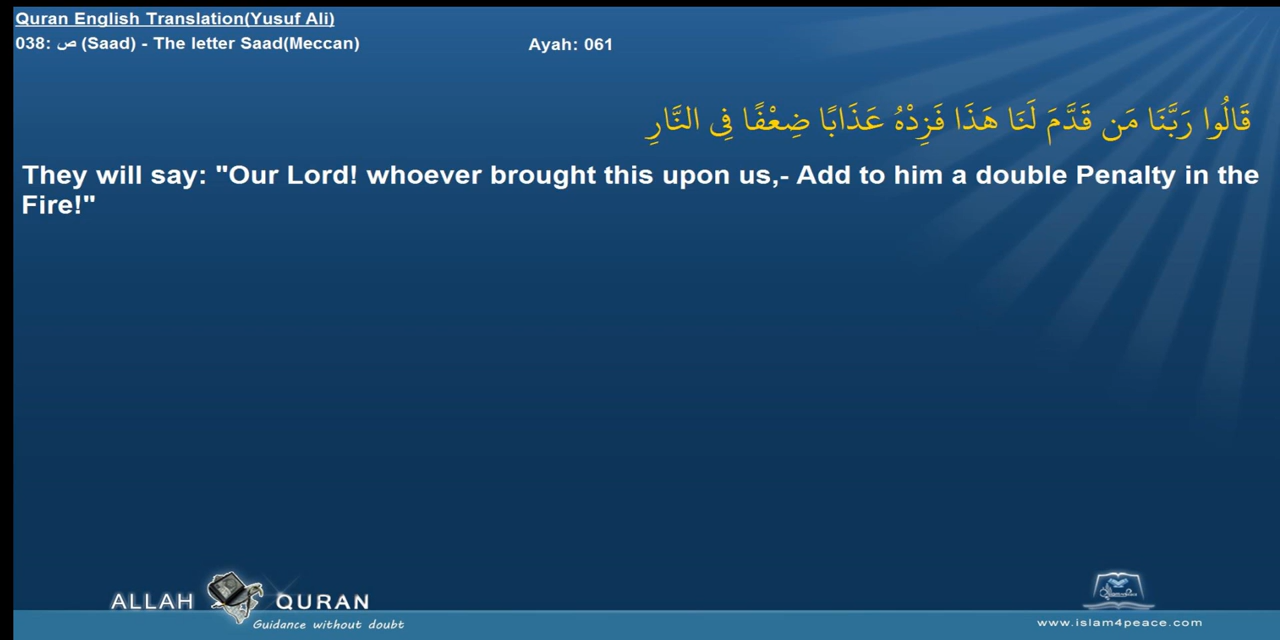 Quran English Translation(Yusuf Ali)
038: ص (Saad) - The letter Saad(Meccan) Ayah: 061
قَالُوا رَبَّنَا مَن قَدَّمَ لَنَا هَذَا فَزِدْهُ عَذَابًا ضِعْفًا فِي النَّارِ
They will say: "Our Lord! whoever brought this upon us,- Add to him a double Penalty in the
Fire!"
ALLAH QURAN
Guidance without doubt
www.islam4peace.com